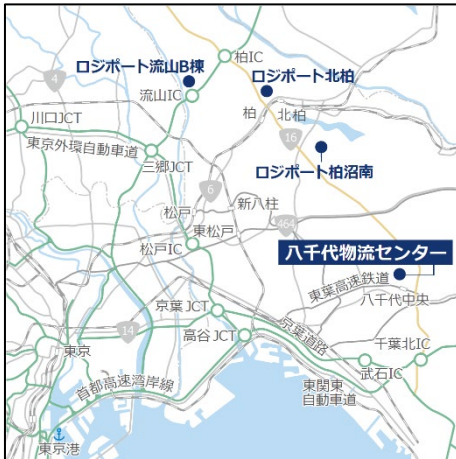 柏IC
ロジポート流山B棟
ロジポート北柏
4
流山IC
柏
北柏
川口JCT
16
東京外環自動車道
三郷JCT
ロジポート柏沼南
6
松戸
新八柱
464
東松戸
松戸IC
八千代物流センター
東葉高速鉄道
八千代中央
京葉JCT
14
高谷JCT
京葉道路
千葉北IC
東京
武石IC
首都高速湾岸線
東関東
自動車道
東京港